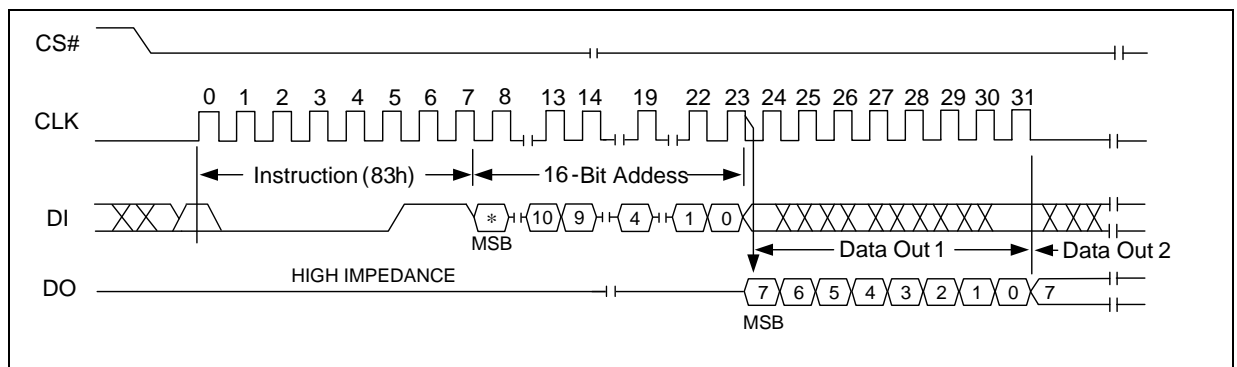 CS#
0 1 2 3 4 5 6 7 8 13 14 19 22 23 24 25 26 27 28 29 30 31
CLK
Instruction (83h) 16-Bit Addess
DI * 10 9 4 1 0
MSB
Data Out 1 Data Out 2
HIGH IMPEDANCE
DO 7 6 5 4 3 2 1 0 7
MSB